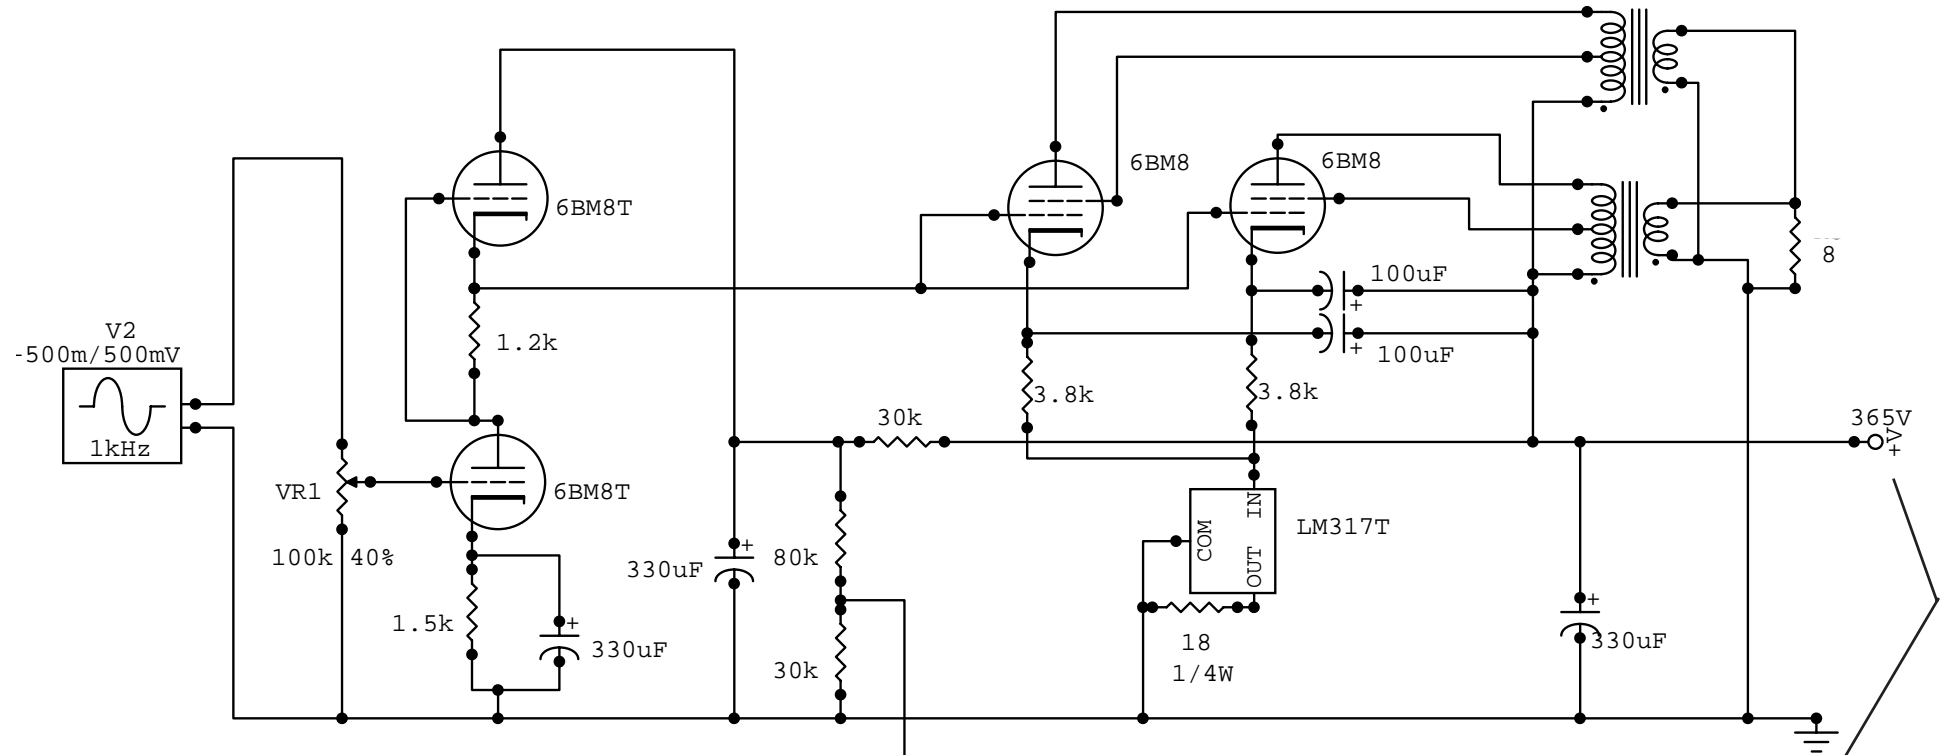 V2
-500m/500mV
1kHz
VR1
100k 40%
6BM8T
1.2k
6BM8T
1.5k
330uF
330uF
80k
30k
30k
6BM8
6BM8
100uF
100uF
3.8k
3.8k
IN
COM
OUT
LM317T
18
1/4W
8
365V
+V
330uF